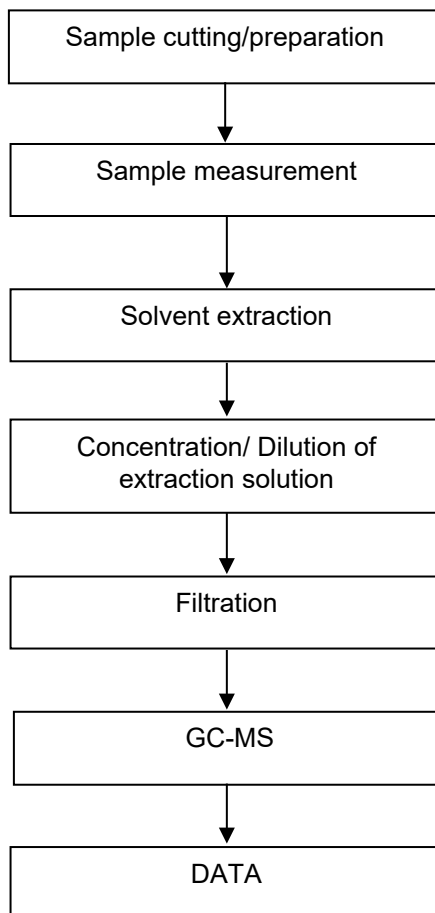 Sample cutting/preparation
Sample measurement
Solvent extraction
Concentration/ Dilution of
extraction solution
Filtration
GC-MS
DATA